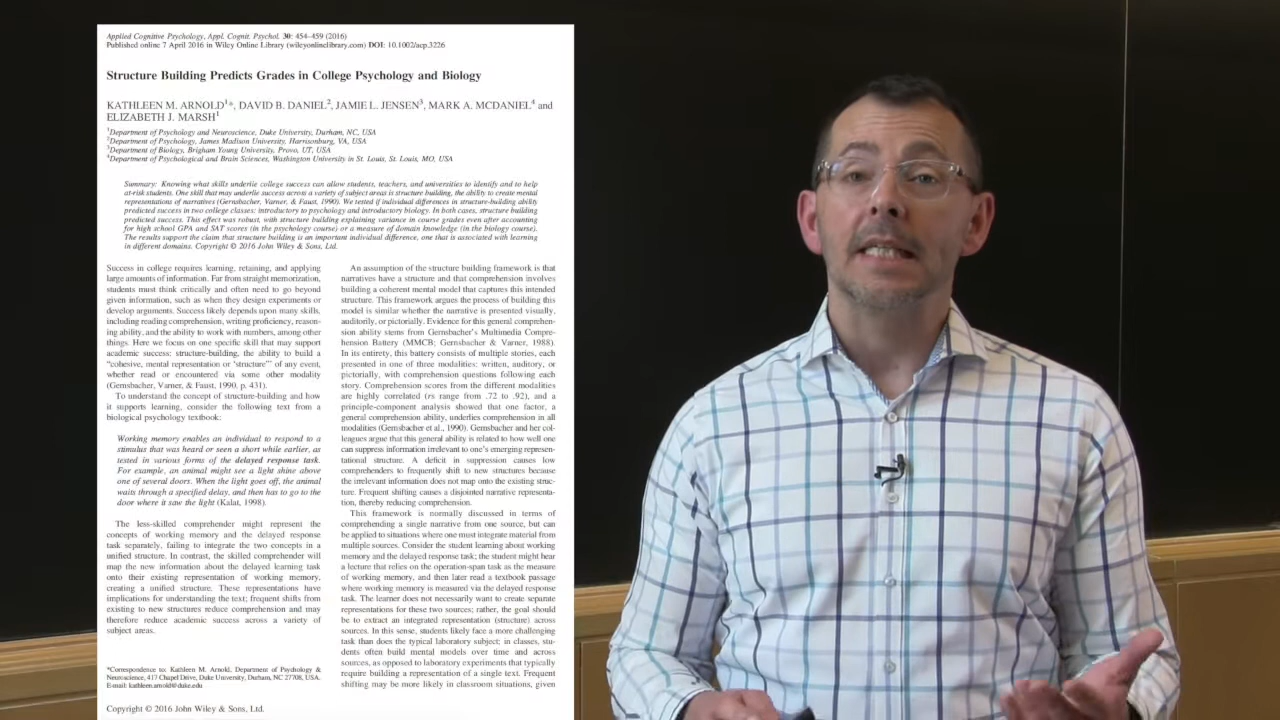 Applied Cognitive Psychology, Appl. Cognit. Psychol. 30: 454–459 (2016)
Published online 7 April 2016 in Wiley Online Library (wileyonlinelibrary.com) DOI: 10.1002/acp.3226
Structure Building Predicts Grades in College Psychology and Biology
KATHLEEN M. ARNOLD1*, DAVID B. DANIEL2, JAMIE L. JENSEN3, MARK A. MCDANIEL4 and
ELIZABETH J. MARSH1
1Department of Psychology and Neuroscience, Duke University, Durham, NC, USA
2Department of Psychology, James Madison University, Harrisonburg, VA, USA
3Department of Biology, Brigham Young University, Provo, UT, USA
4Department of Psychological and Brain Sciences, Washington University in St. Louis, St. Louis, MO, USA
Summary: Knowing what skills underlie college success can allow students, teachers, and universities to identify and to help
at-risk students. One skill that may underlie success across a variety of subject areas is structure building, the ability to create mental
representations of narratives (Gernsbacher, Varner, & Faust, 1990). We tested if individual differences in structure-building ability
predicted success in two college classes: introductory to psychology and introductory biology. In both cases, structure building
predicted success. This effect was robust, with structure building explaining variance in course grades even after accounting
for high school GPA and SAT scores (in the psychology course) or a measure of domain knowledge (in the biology course).
The results support the claim that structure building is an important individual difference, one that is associated with learning
in different domains. Copyright © 2016 John Wiley & Sons, Ltd.
Success in college requires learning, retaining, and applying
large amounts of information. Far from straight memorization,
students must think critically and often need to go beyond
given information, such as when they design experiments or
develop arguments. Success likely depends upon many skills,
including reading comprehension, writing proficiency, reason-
ing ability, and the ability to work with numbers, among other
things. Here we focus on one specific skill that may support
academic success: structure-building, the ability to build a
“cohesive, mental representation or ‘structure’” of any event,
whether read or encountered via some other modality
(Gernsbacher, Varner, & Faust, 1990, p. 431).
To understand the concept of structure-building and how
it supports learning, consider the following text from a
biological psychology textbook:
Working memory enables an individual to respond to a
stimulus that was heard or seen a short while earlier, as
tested in various forms of the delayed response task.
For example, an animal might see a light shine above
one of several doors. When the light goes off, the animal
waits through a specified delay, and then has to go to the
door where it saw the light (Kalat, 1998).
The less-skilled comprehender might represent the
concepts of working memory and the delayed response
task separately, failing to integrate the two concepts in a
unified structure. In contrast, the skilled comprehender will
map the new information about the delayed learning task
onto their existing representation of working memory,
creating a unified structure. These representations have
implications for understanding the text; frequent shifts from
existing to new structures reduce comprehension and may
therefore reduce academic success across a variety of
subject areas.
*Correspondence to: Kathleen M. Arnold, Department of Psychology &
Neuroscience, 417 Chapel Drive, Duke University, Durham, NC 27708, USA.
E-mail: kathleen.arnold@duke.edu
An assumption of the structure building framework is that
narratives have a structure and that comprehension involves
building a coherent mental model that captures this intended
structure. This framework argues the process of building this
model is similar whether the narrative is presented visually,
auditorily, or pictorially. Evidence for this general comprehen-
sion ability stems from Gernsbacher's Multimedia Compre-
hension Battery (MMCB; Gernsbacher & Varner, 1988).
In its entirety, this battery consists of multiple stories, each
presented in one of three modalities: written, auditory, or
pictorially, with comprehension questions following each
story. Comprehension scores from the different modalities
are highly correlated (rs range from .72 to .92), and a
principle-component analysis showed that one factor, a
general comprehension ability, underlies comprehension in all
modalities (Gernsbacher et al., 1990). Gernsbacher and her col-
leagues argue that this general ability is related to how well one
can suppress information irrelevant to one's emerging represen-
tational structure. A deficit in suppression causes low
comprehenders to frequently shift to new structures because
the irrelevant information does not map onto the existing struc-
ture. Frequent shifting causes a disjointed narrative representa-
tion, thereby reducing comprehension.
This framework is normally discussed in terms of
comprehending a single narrative from one source, but can
be applied to situations where one must integrate material from
multiple sources. Consider the student learning about working
memory and the delayed response task; the student might hear
a lecture that relies on the operation-span task as the measure
of working memory, and then later read a textbook passage
where working memory is measured via the delayed response
task. The learner does not necessarily want to create separate
representations for these two sources; rather, the goal should
be to extract an integrated representation (structure) across
sources. In this sense, students likely face a more challenging
task than does the typical laboratory subject; in classes, stu-
dents often build mental models over time and across
sources, as opposed to laboratory experiments that typically
require building a representation of a single text. Frequent
shifting may be more likely in classroom situations, given
Copyright © 2016 John Wiley & Sons, Ltd.